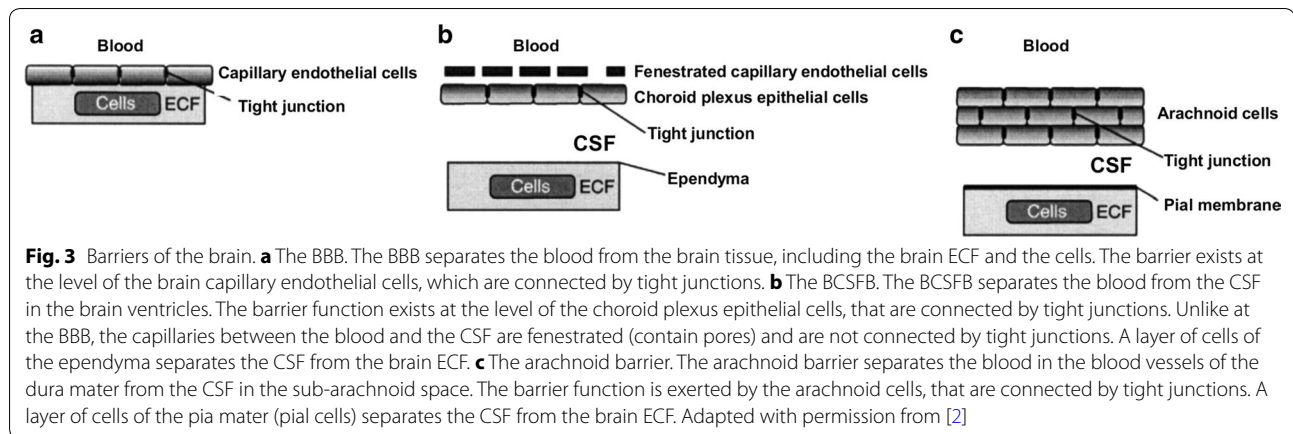 a
Blood
Capillary endothelial cells
Tight junction
Cells ECF
b
Blood
Fenestrated capillary endothelial cells
Choroid plexus epithelial cells
Tight junction
CSF
Ependyma
Cells ECF
c
Blood
Arachnoid cells
Tight junction
CSF
Pial membrane
Cells ECF
Fig. 3 Barriers of the brain. a The BBB. The BBB separates the blood from the brain tissue, including the brain ECF and the cells. The barrier exists at
the level of the brain capillary endothelial cells, which are connected by tight junctions. b The BCSFB. The BCSFB separates the blood from the CSF
in the brain ventricles. The barrier function exists at the level of the choroid plexus epithelial cells, that are connected by tight junctions. Unlike at
the BBB, the capillaries between the blood and the CSF are fenestrated (contain pores) and are not connected by tight junctions. A layer of cells of
the ependyma separates the CSF from the brain ECF. c The arachnoid barrier. The arachnoid barrier separates the blood in the blood vessels of the
dura mater from the CSF in the sub-arachnoid space. The barrier function is exerted by the arachnoid cells, that are connected by tight junctions. A
layer of cells of the pia mater (pial cells) separates the CSF from the brain ECF. Adapted with permission from [2]